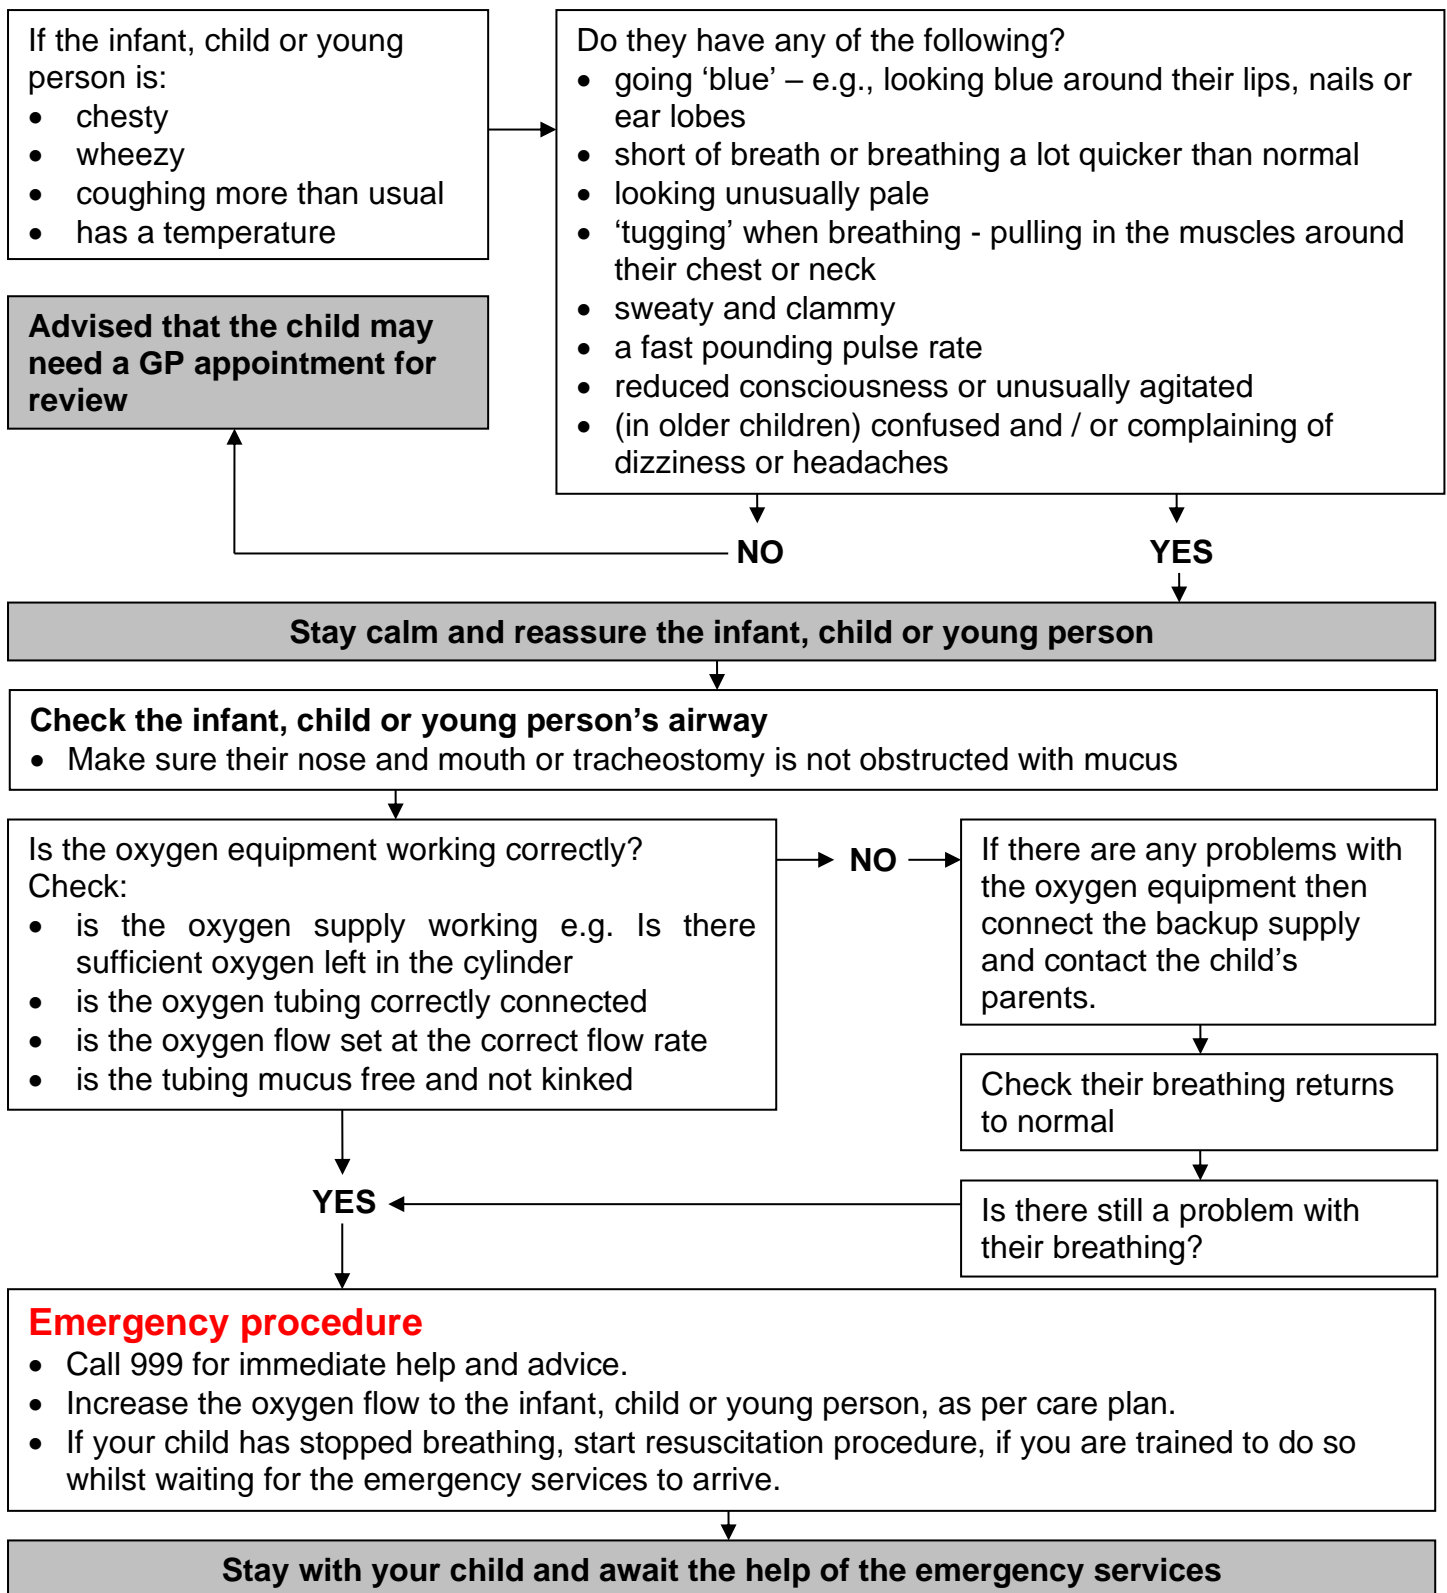 If the infant, child or young
person is:
• chesty
• wheezy
• coughing more than usual
• has a temperature
Do they have any of the following?
• going ‘blue’ – e.g., looking blue around their lips, nails or
ear lobes
• short of breath or breathing a lot quicker than normal
• looking unusually pale
• ‘tugging’ when breathing - pulling in the muscles around
their chest or neck
• sweaty and clammy
• a fast pounding pulse rate
• reduced consciousness or unusually agitated
• (in older children) confused and / or complaining of
dizziness or headaches
Advised that the child may
need a GP appointment for
review
NO
YES
Stay calm and reassure the infant, child or young person
Check the infant, child or young person’s airway
• Make sure their nose and mouth or tracheostomy is not obstructed with mucus
Is the oxygen equipment working correctly?
Check:
• is the oxygen supply working e.g. Is there
sufficient oxygen left in the cylinder
• is the oxygen tubing correctly connected
• is the oxygen flow set at the correct flow rate
• is the tubing mucus free and not kinked
NO
If there are any problems with
the oxygen equipment then
connect the backup supply
and contact the child’s
parents.
Check their breathing returns
to normal
Is there still a problem with
their breathing?
YES
Emergency procedure
• Call 999 for immediate help and advice.
• Increase the oxygen flow to the infant, child or young person, as per care plan.
• If your child has stopped breathing, start resuscitation procedure, if you are trained to do so
whilst waiting for the emergency services to arrive.
Stay with your child and await the help of the emergency services